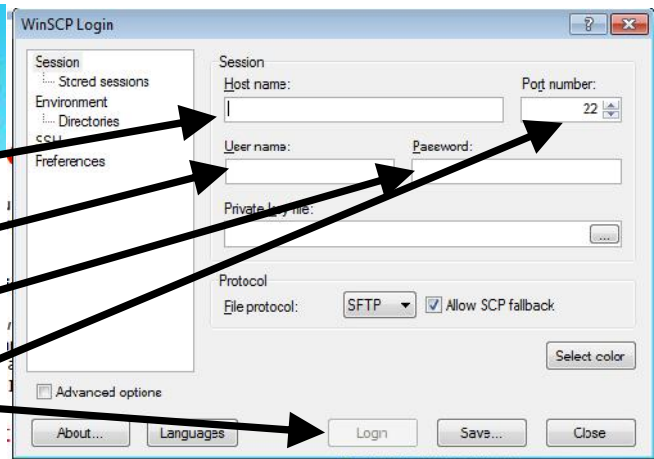 WinSCP Login
Session
Stored sessions
Environment
Directories
SSH
Preferences
Session
Host name:
Port number:
22
User name:
Password:
Private key file:
...
Protocol
File protocol:
SFTP
Allow SCP fallback
Select color
Advanced options
About...
Languages
Login
Save...
Close